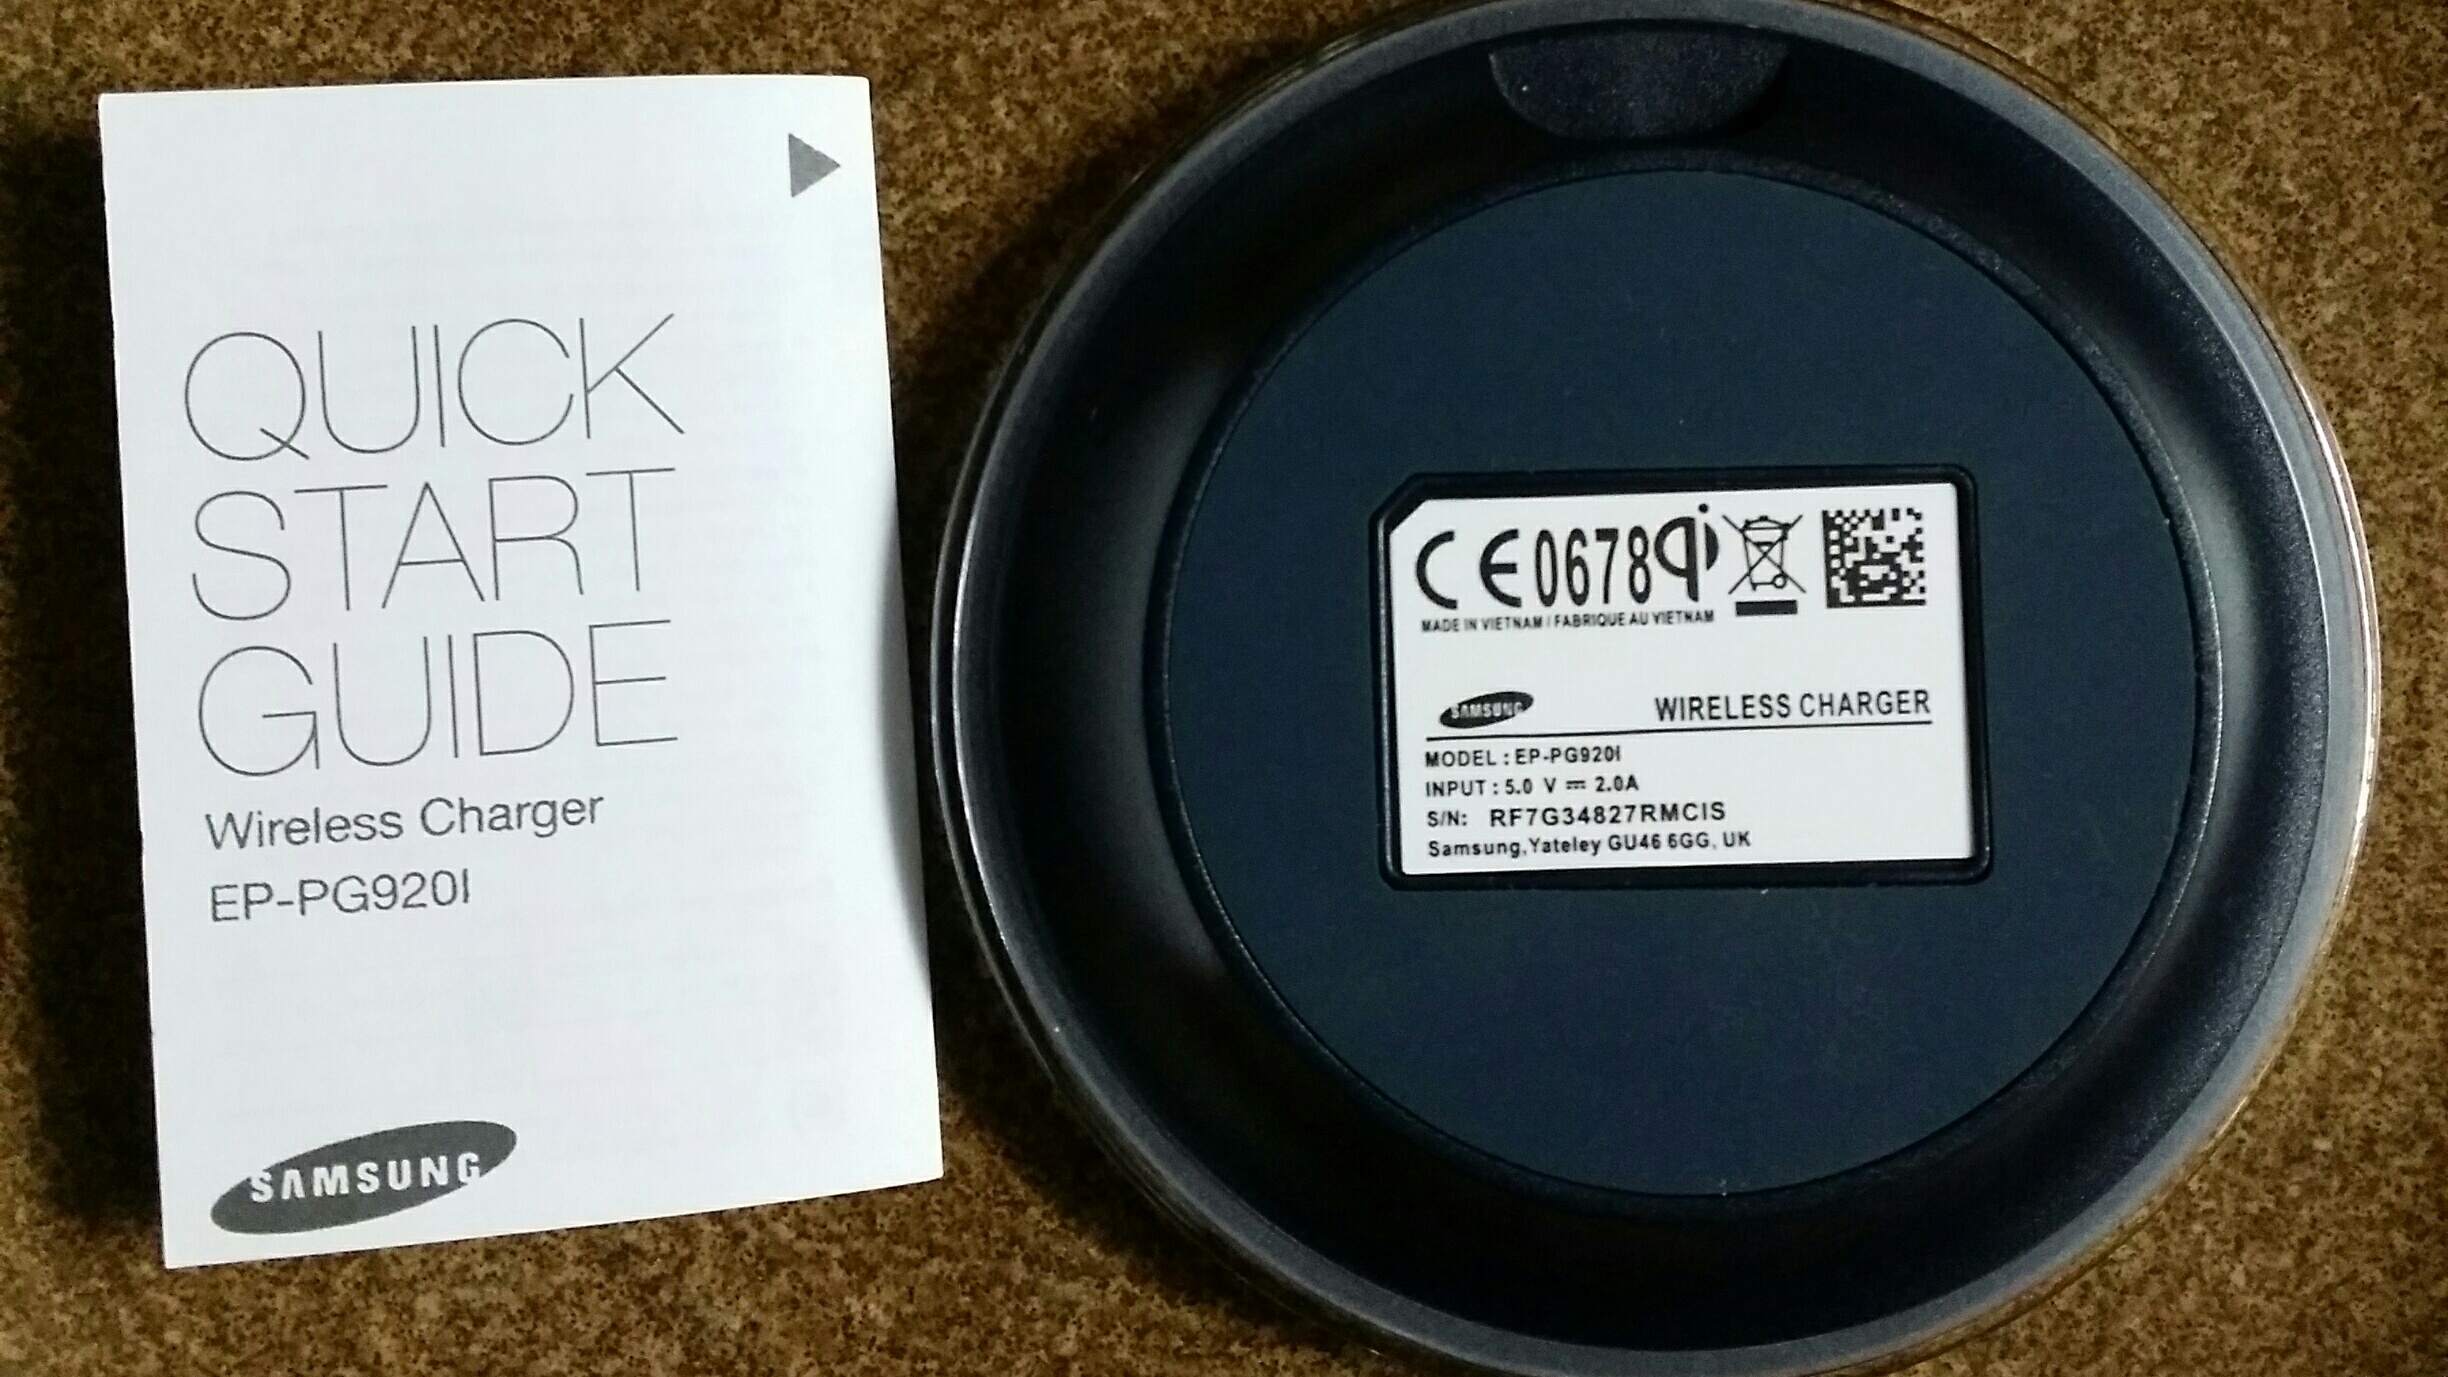 QUICK
START
GUIDE
Wireless Charger
EP-PG920I
SAMSUNG
CE0678 qi
MADE IN VIETNAM / FABRIQUE AU VIETNAM
SAMSUNG WIRELESS CHARGER
MODEL : EP-PG920I
INPUT : 5.0 V ⎓ 2.0A
S/N: RF7G34827RMCIS
Samsung,Yateley GU46 6GG, UK